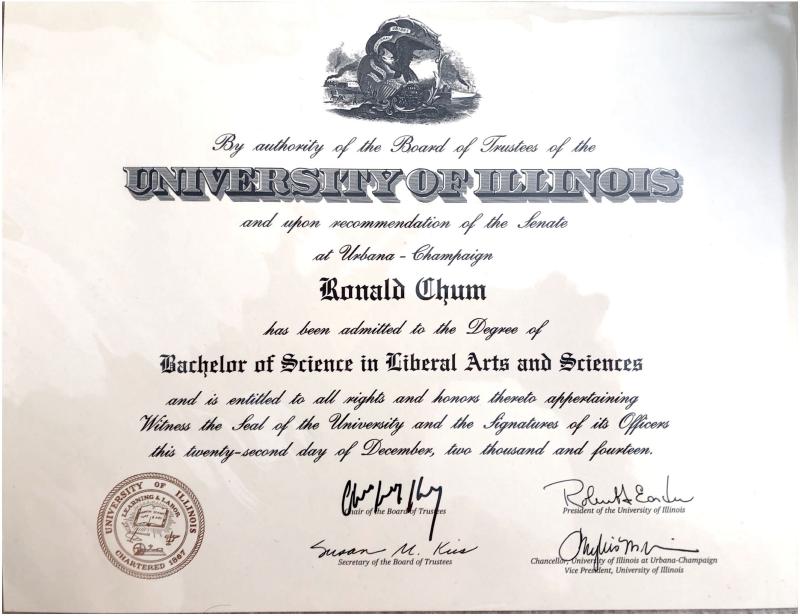 By authority of the Board of Trustees of the
UNIVERSITY OF ILLINOIS
and upon recommendation of the Senate
at Urbana - Champaign
Ronald Chum
has been admitted to the Degree of
Bachelor of Science in Liberal Arts and Sciences
and is entitled to all rights and honors thereto appertaining
Witness the Seal of the University and the Signatures of its Officers
this twenty-second day of December, two thousand and fourteen.
UNIVERSITY OF ILLINOIS
LEARNING & LABOR
CHARTERED 1867
Chair of the Board of Trustees
Robert A Easter
President of the University of Illinois
Susan M. Kies
Secretary of the Board of Trustees
Chancellor, University of Illinois at Urbana-Champaign
Vice President, University of Illinois